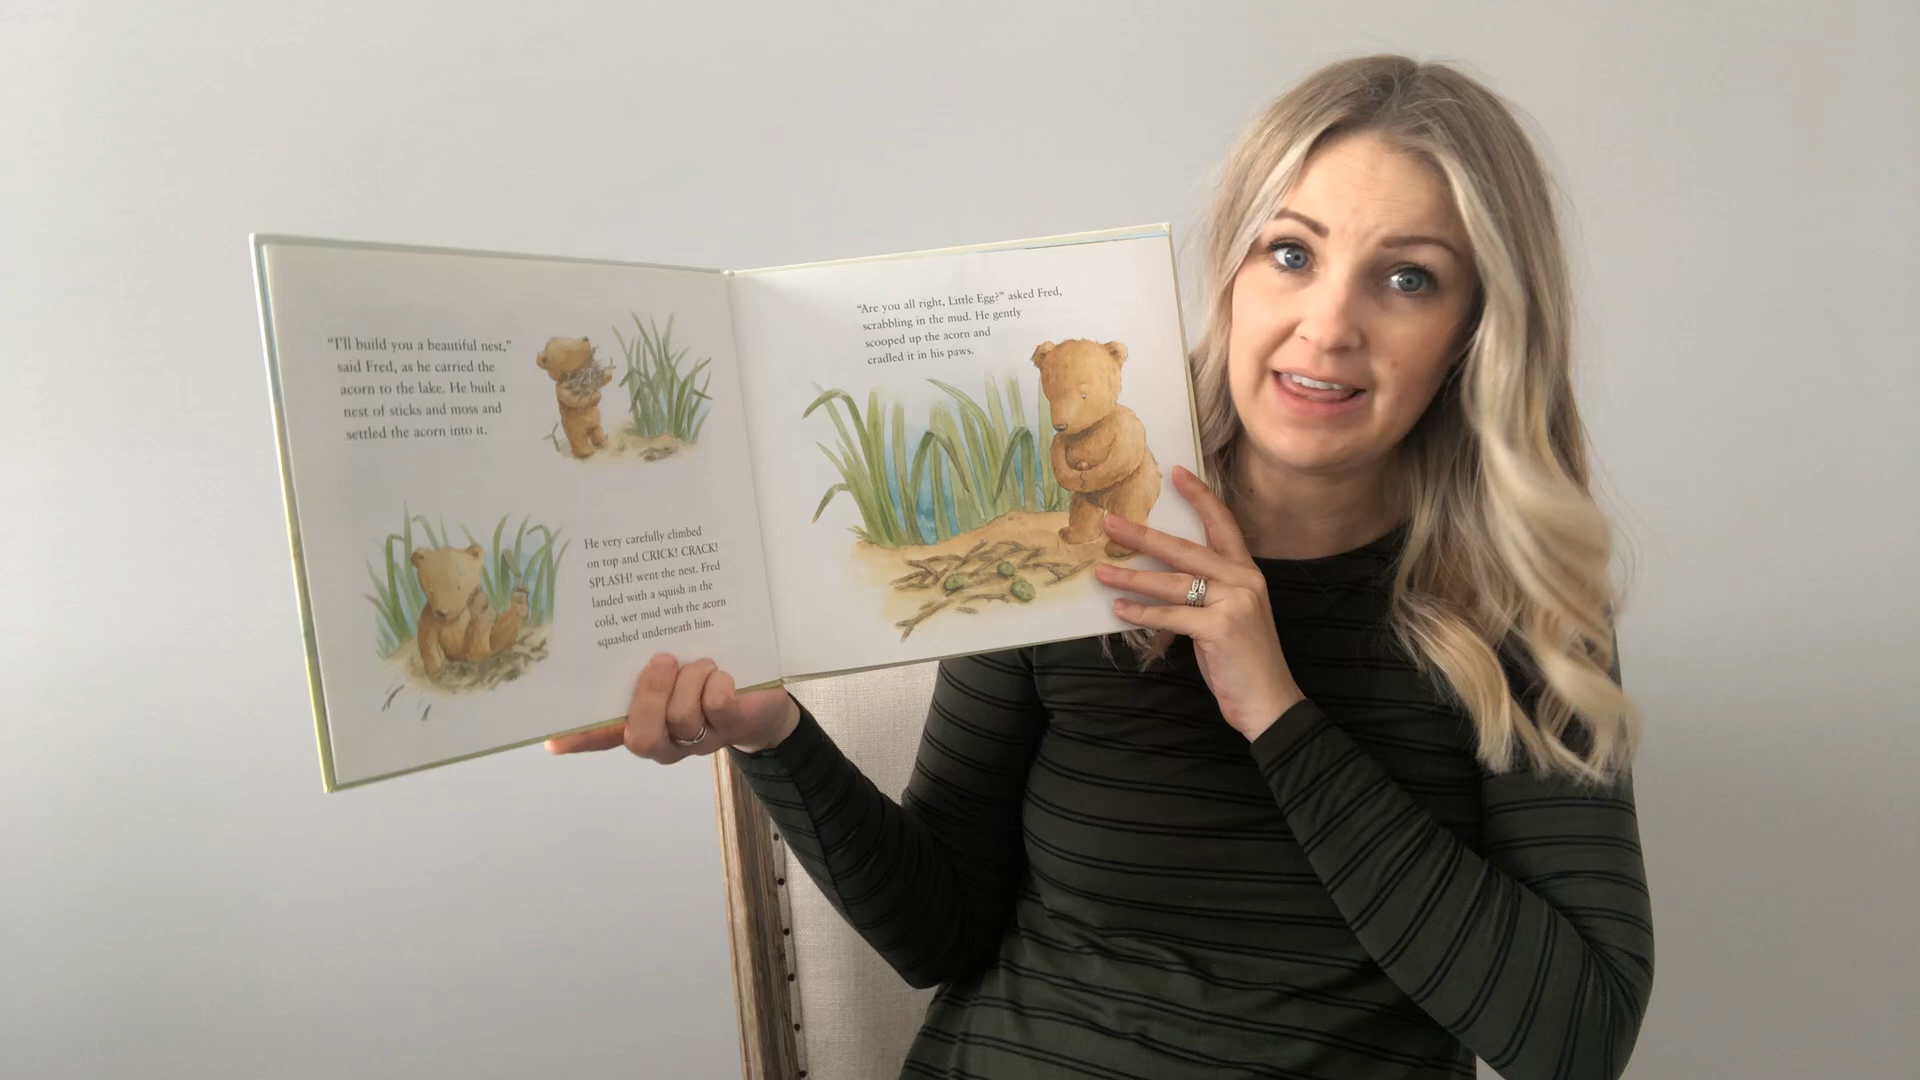 “I’ll build you a beautiful nest,”
said Fred, as he carried the
acorn to the lake. He built a
nest of sticks and moss and
settled the acorn into it.
He very carefully climbed
on top and CRICK! CRACK!
SPLASH! went the nest. Fred
landed with a squish in the
cold, wet mud with the acorn
squashed underneath him.
“Are you all right, Little Egg?” asked Fred,
scrabbling in the mud. He gently
scooped up the acorn and
cradled it in his paws.